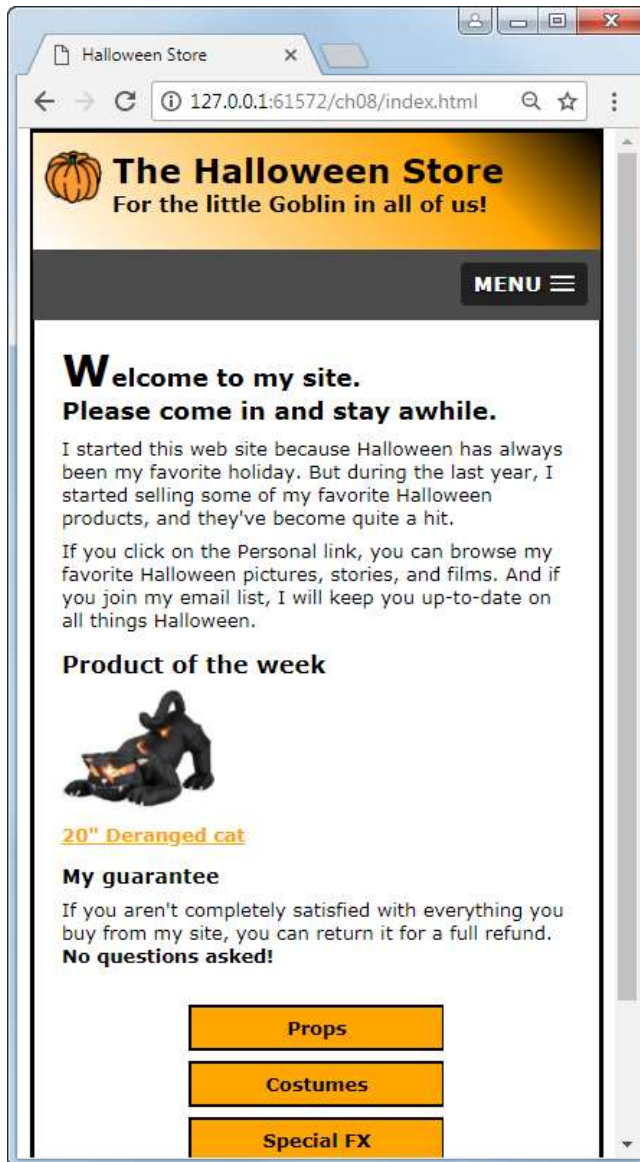 Halloween Store
127.0.0.1:61572/ch08/index.html
The Halloween Store
For the little Goblin in all of us!
MENU
Welcome to my site.
Please come in and stay awhile.
I started this web site because Halloween has always
been my favorite holiday. But during the last year, I
started selling some of my favorite Halloween
products, and they've become quite a hit.
If you click on the Personal link, you can browse my
favorite Halloween pictures, stories, and films. And if
you join my email list, I will keep you up-to-date on
all things Halloween.
Product of the week
20" Deranged cat
My guarantee
If you aren't completely satisfied with everything you
buy from my site, you can return it for a full refund.
No questions asked!
Props
Costumes
Special FX